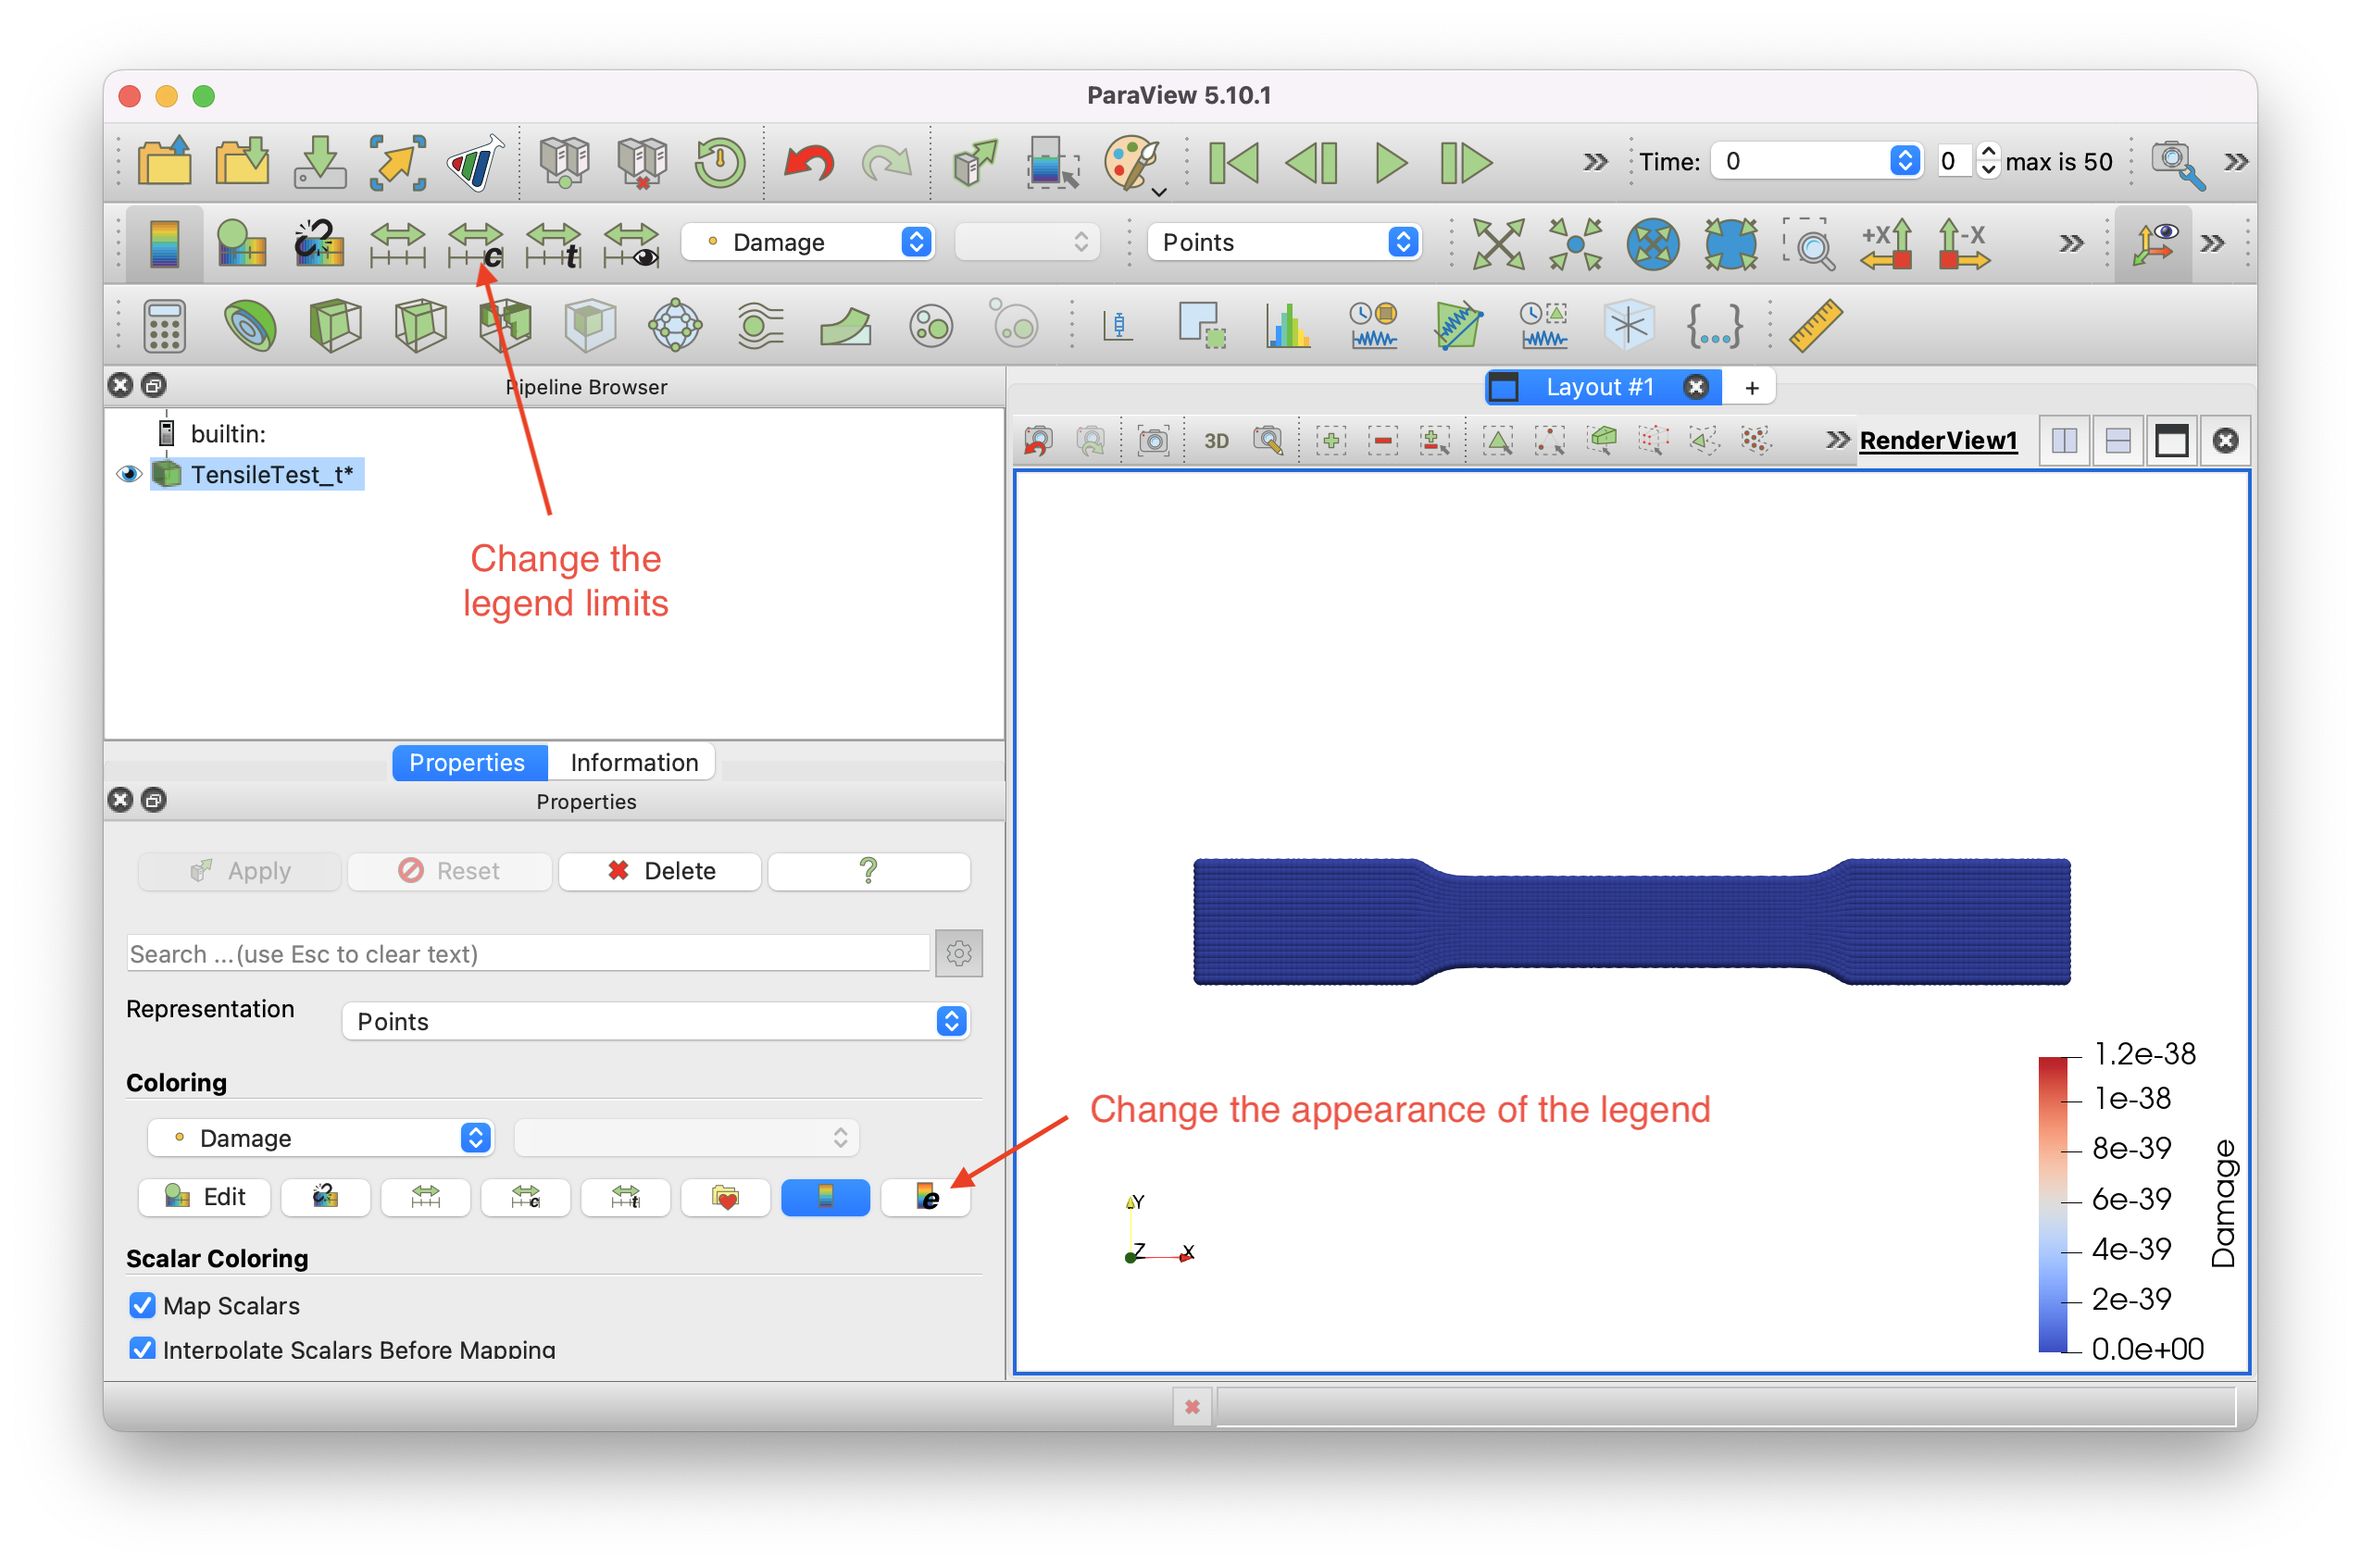 ParaView 5.10.1
Time: 0 0 max is 50
c t Damage Points +X -X
Pipeline Browser
Layout #1 +
builtin:
3D RenderView1
TensileTest_t*
Change the
legend limits
Properties Information
Properties
Apply Reset Delete ?
Search ...(use Esc to clear text)
Representation Points
Coloring
Damage
Edit c t e
Scalar Coloring
Map Scalars
Interpolate Scalars Before Mapping
Change the appearance of the legend
Y
Z X
1.2e-38
1e-38
8e-39
6e-39
4e-39
2e-39
0.0e+00
Damage